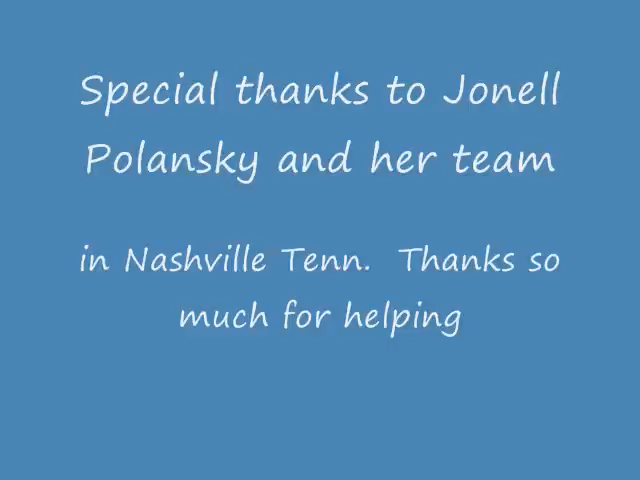 Special thanks to Jonell
Polansky and her team
in Nashville Tenn.  Thanks so
much for helping